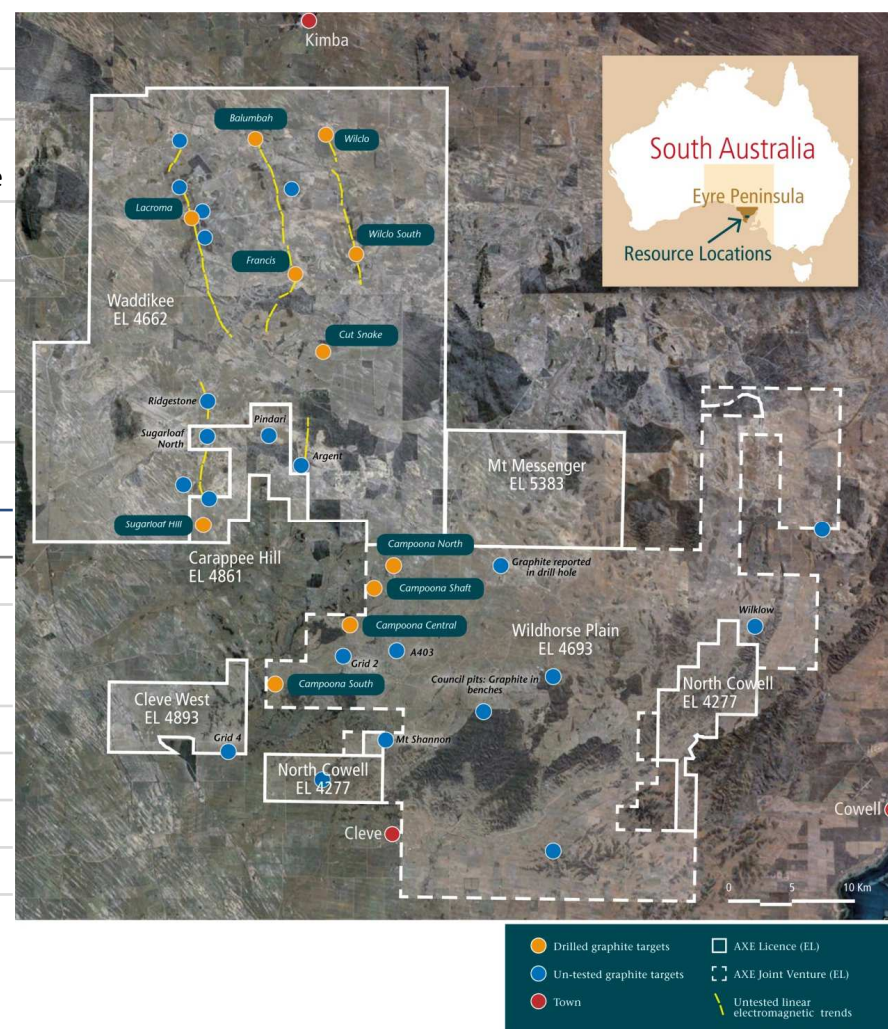 Kimba
South Australia
Eyre Peninsula
Resource Locations
Balumbah
Wilclo
Lacroma
Wilclo South
Francis
Waddikee
EL 4662
Cut Snake
Ridgestone
Pindari
Sugarloaf
North
Argent
Mt Messenger
EL 5383
Sugarloaf Hill
Campoona North
Carappee Hill
EL 4861
Graphite reported
in drill hole
Campoona Shaft
Wilklow
Campoona Central
Wildhorse Plain
EL 4693
A403
Grid 2
Council pits: Graphite in
benches
Campoona South
North Cowell
EL 4277
Cleve West
EL 4893
Grid 4
Mt Shannon
North Cowell
EL 4277
Cowell
Cleve
0 5 10 Km
Drilled graphite targets
Un-tested graphite targets
Town
AXE Licence (EL)
AXE Joint Venture (EL)
Untested linear
electromagnetic trends